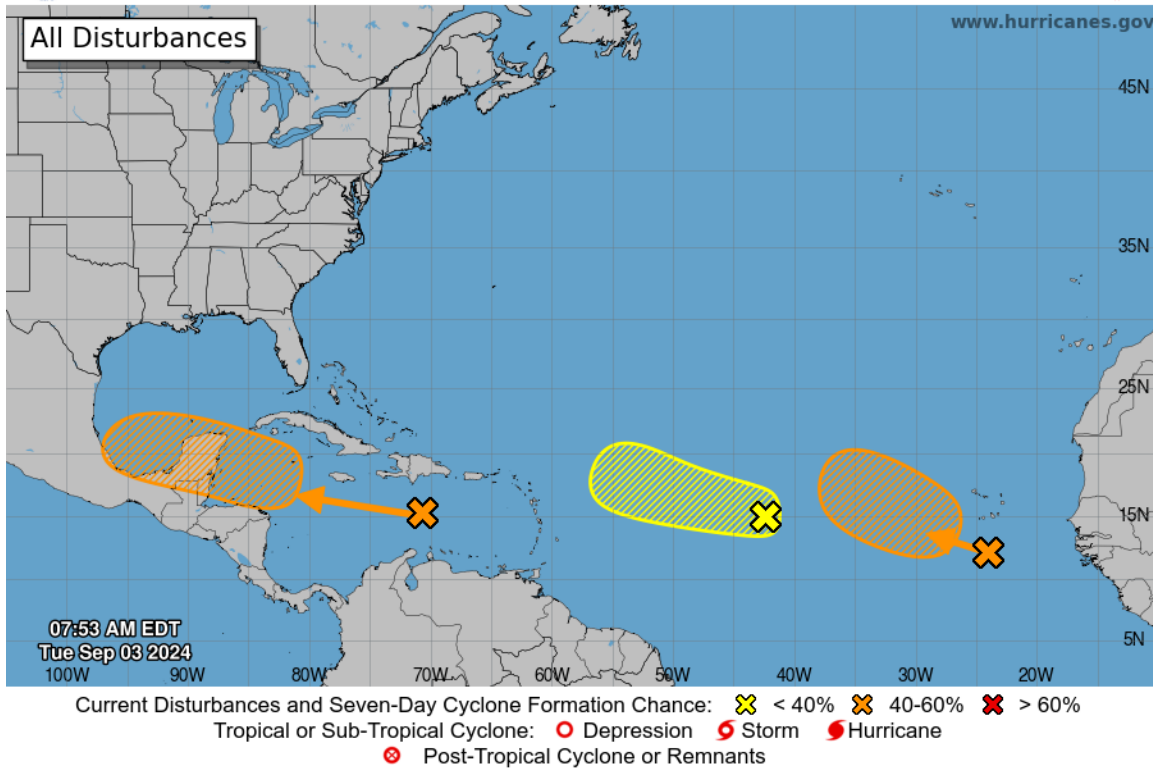 All Disturbances
www.hurricanes.gov
45N
35N
25N
15N
5N
07:53 AM EDT
Tue Sep 03 2024
100W 90W 80W 70W 60W 50W 40W 30W 20W
Current Disturbances and Seven-Day Cyclone Formation Chance: < 40% 40-60% > 60%
Tropical or Sub-Tropical Cyclone: Depression Storm Hurricane
Post-Tropical Cyclone or Remnants